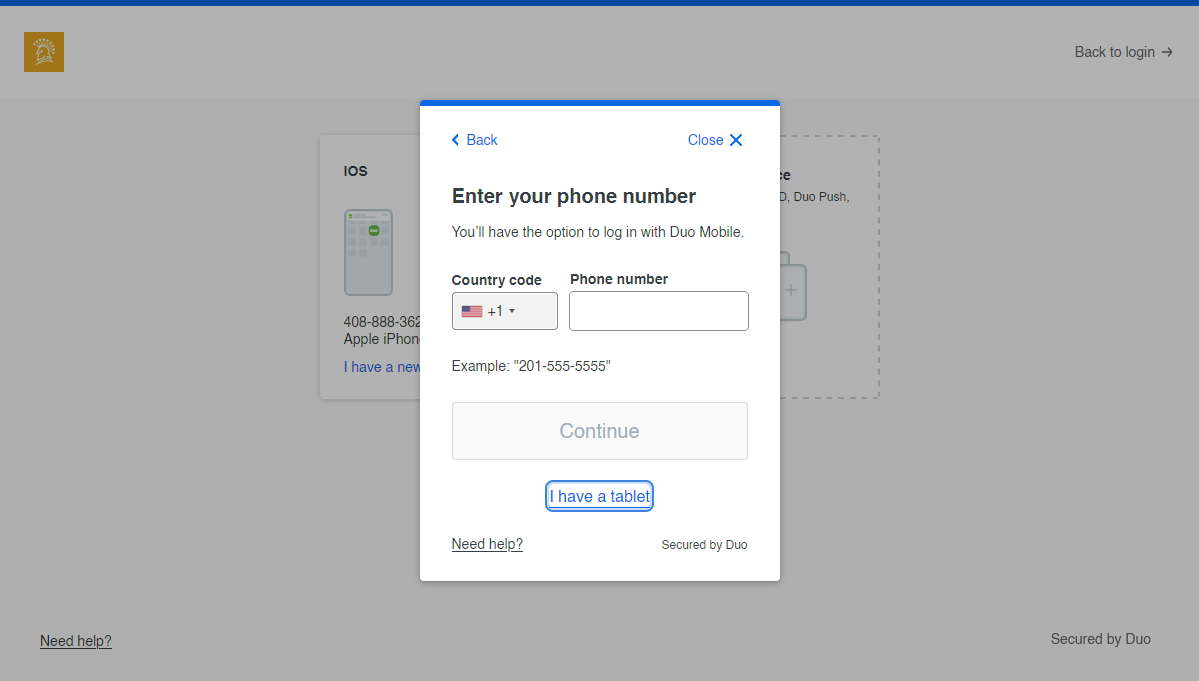 Back to login
Back
Close
Enter your phone number
You'll have the option to log in with Duo Mobile.
Country code
Phone number
+1
Example: "201-555-5555"
Continue
I have a tablet
Need help?
Secured by Duo
IOS
408-888-362
Apple iPhon
I have a new
D, Duo Push,
Need help?
Secured by Duo